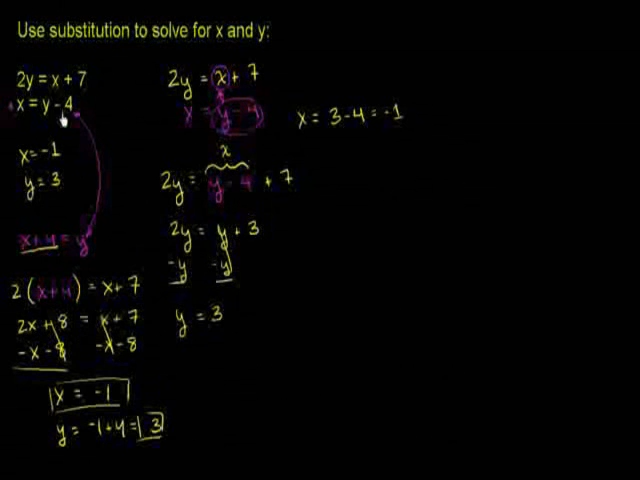 Use substitution to solve for x and y:
2y = x + 7
x = y - 4
x = -1
y = 3
x + 4 = y
2 (x + 4) = x + 7
2x + 8 = x + 7
-x - 8 -x - 8
x = -1
y = -1 + 4 = 3
2y = x + 7
x = y - 4
x
2y = y - 4 + 7
2y = y + 3
-y -y
y = 3
x = 3 - 4 = -1